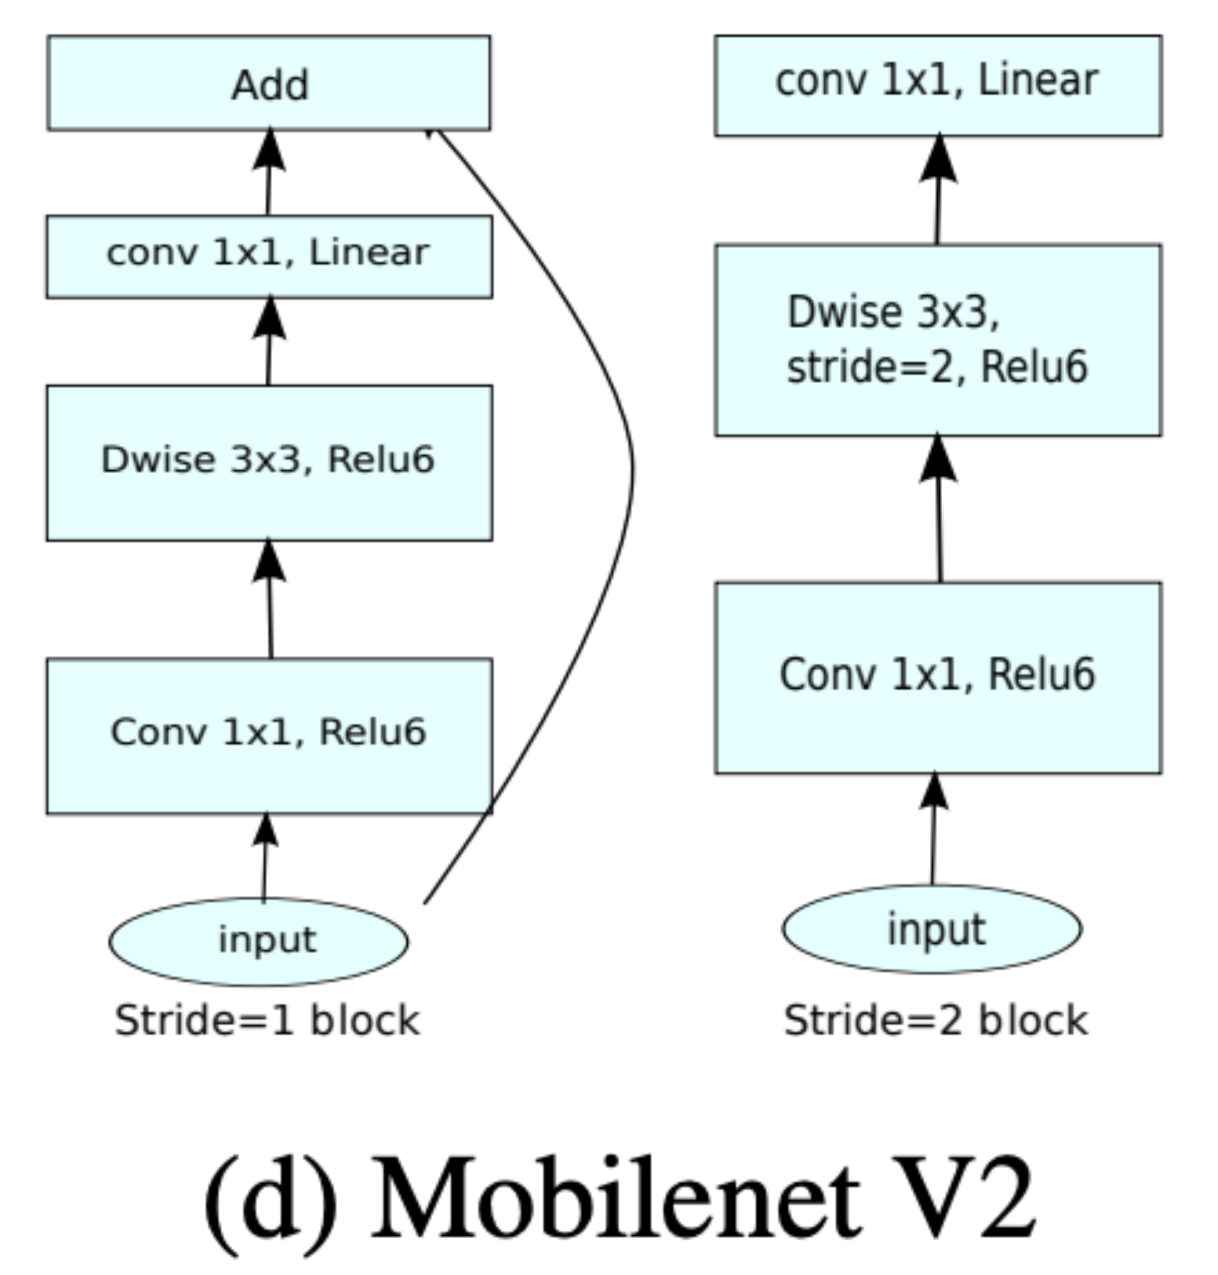 Add
conv 1x1, Linear
Dwise 3x3, Relu6
Conv 1x1, Relu6
input
Stride=1 block
conv 1x1, Linear
Dwise 3x3,
stride=2, Relu6
Conv 1x1, Relu6
input
Stride=2 block
(d) Mobilenet V2